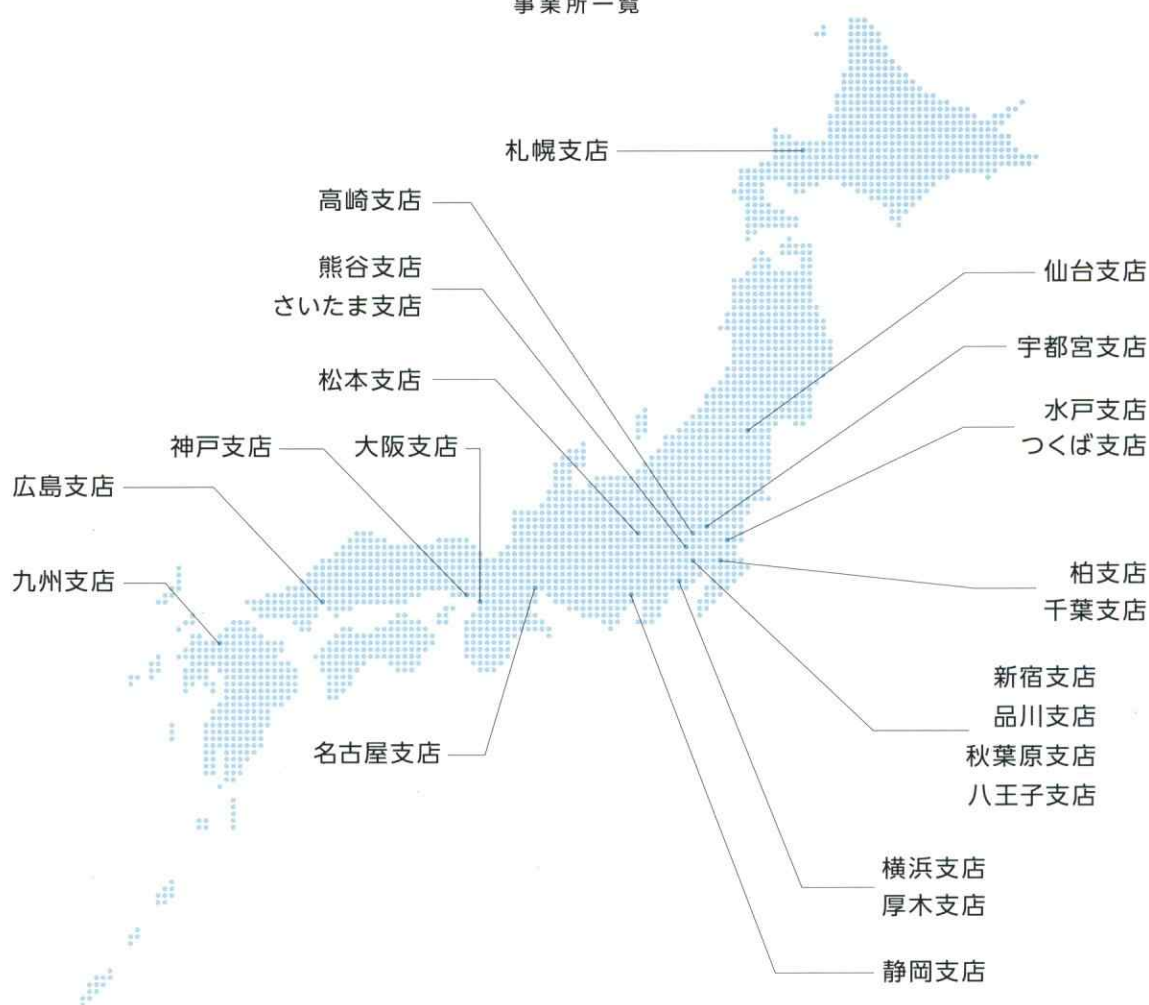 事業所一覧
札幌支店
高崎支店
熊谷支店
さいたま支店
松本支店
神戸支店
大阪支店
広島支店
九州支店
名古屋支店
仙台支店
宇都宮支店
水戸支店
つくば支店
柏支店
千葉支店
新宿支店
品川支店
秋葉原支店
八王子支店
横浜支店
厚木支店
静岡支店